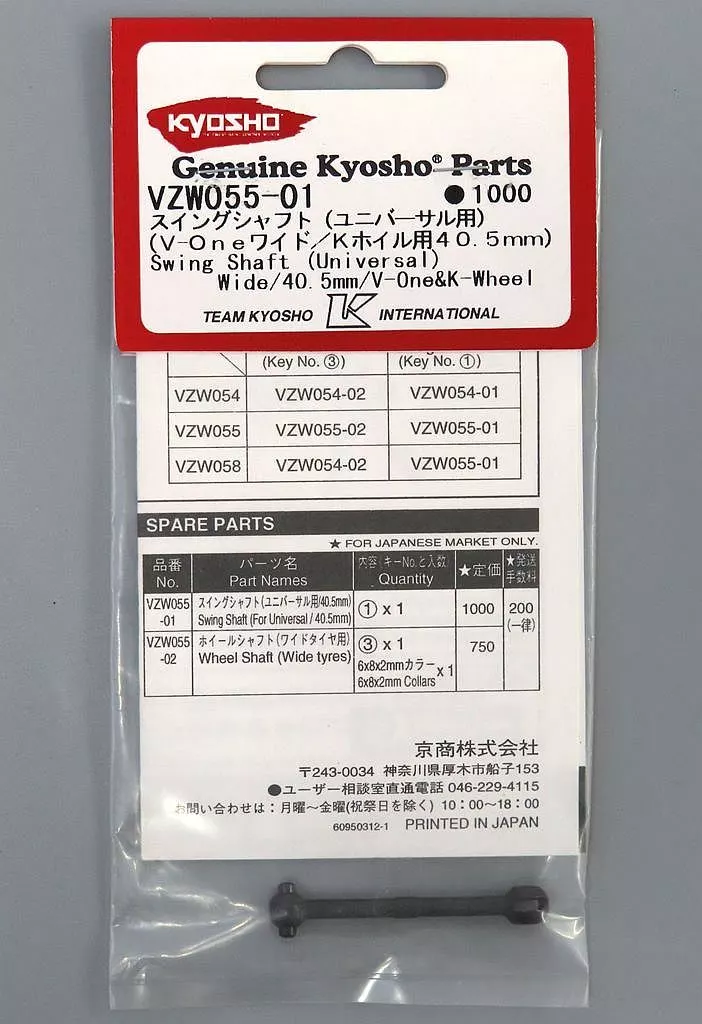 KYOSHO
Genuine Kyosho® Parts
VZW055-01 ●1000
スイングシャフト(ユニバーサル用)
(V-Oneワイド/Kホイル用40.5mm)
Swing Shaft (Universal)
Wide/40.5mm/V-One&K-Wheel
TEAM KYOSHO K INTERNATIONAL
(Key No. ③) (Key No. ①)
VZW054 VZW054-02 VZW054-01
VZW055 VZW055-02 VZW055-01
VZW058 VZW054-02 VZW055-01
SPARE PARTS
★ FOR JAPANESE MARKET ONLY.
品番 パーツ名 内容(キーNo.と入数) ★定価 ★発送
No. Part Names Quantity 手数料
VZW055 スイングシャフト(ユニバーサル用/40.5mm)
-01 Swing Shaft (For Universal / 40.5mm) ① x 1 1000 200
(一律)
VZW055 ホイールシャフト(ワイドタイヤ用) ③ x 1 750
-02 Wheel Shaft (Wide tyres) 6x8x2mmカラー x 1
6x8x2mm Collars
京商株式会社
〒243-0034 神奈川県厚木市船子153
●ユーザー相談室直通電話 046-229-4115
お問い合わせは:月曜〜金曜(祝祭日を除く) 10:00〜18:00
60950312-1 PRINTED IN JAPAN